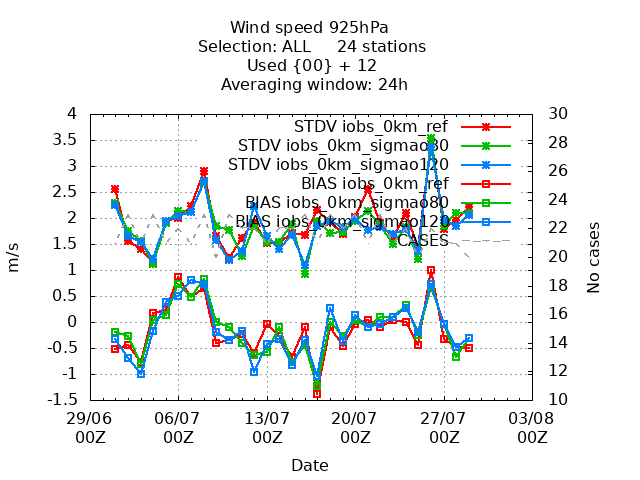 Wind speed 925hPa
Selection: ALL 24 stations
Used {00} + 12
Averaging window: 24h
4
3.5
3
2.5
2
1.5
1
0.5
0
-0.5
-1
-1.5
m/s
STDV iobs_0km_ref
STDV iobs_0km_sigmao80
STDV iobs_0km_sigmao120
BIAS iobs_0km_ref
BIAS iobs_0km_sigmao80
BIAS iobs_0km_sigmao120
CASES
30
28
26
24
22
20
18
16
14
12
10
No cases
29/06 06/07 13/07 20/07 27/07 03/08
00Z 00Z 00Z 00Z 00Z 00Z
Date